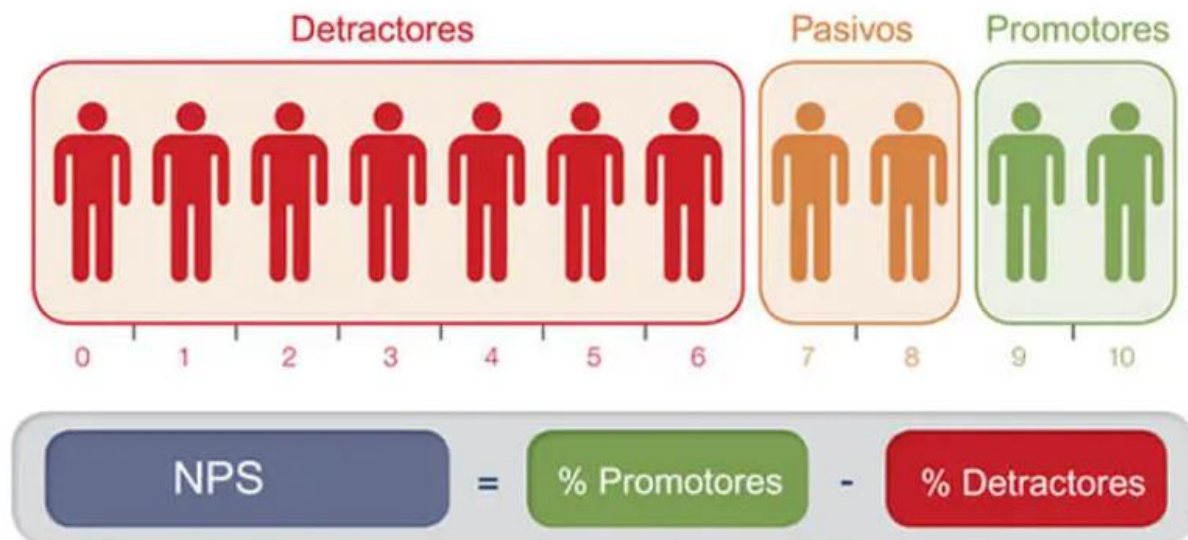 Detractores Pasivos Promotores
0 1 2 3 4 5 6 7 8 9 10
NPS = % Promotores - % Detractores